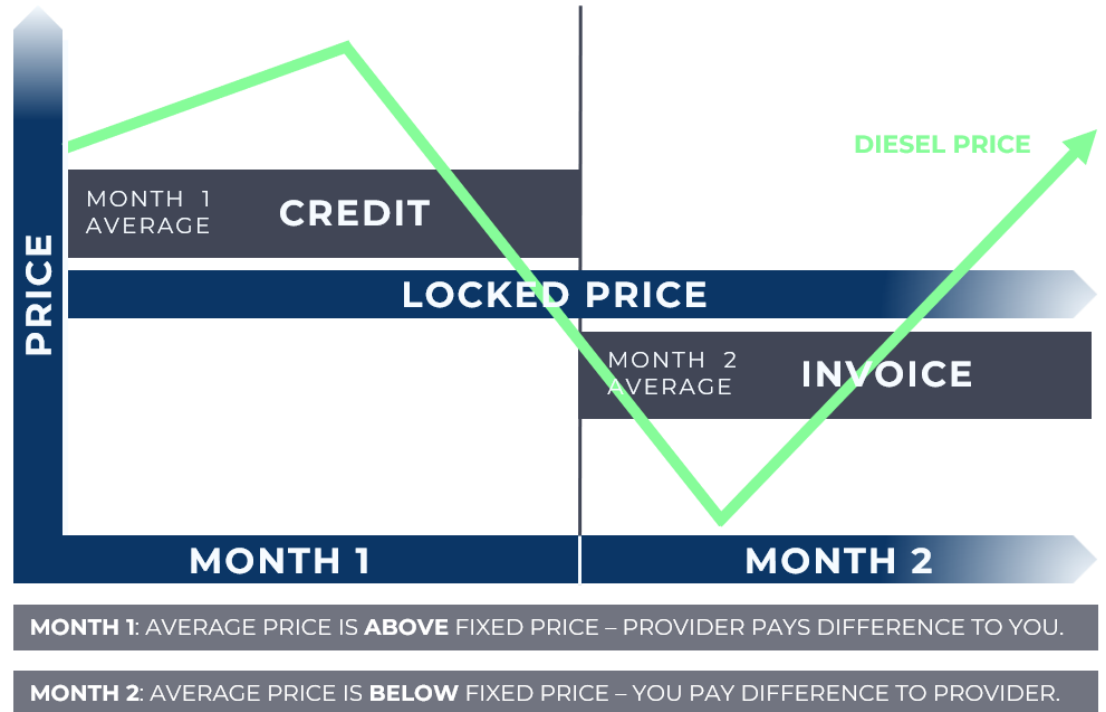 DIESEL PRICE
MONTH 1
AVERAGE
CREDIT
PRICE
LOCKED PRICE
MONTH 2
AVERAGE
INVOICE
MONTH 1
MONTH 2
MONTH 1: AVERAGE PRICE IS ABOVE FIXED PRICE – PROVIDER PAYS DIFFERENCE TO YOU.
MONTH 2: AVERAGE PRICE IS BELOW FIXED PRICE – YOU PAY DIFFERENCE TO PROVIDER.